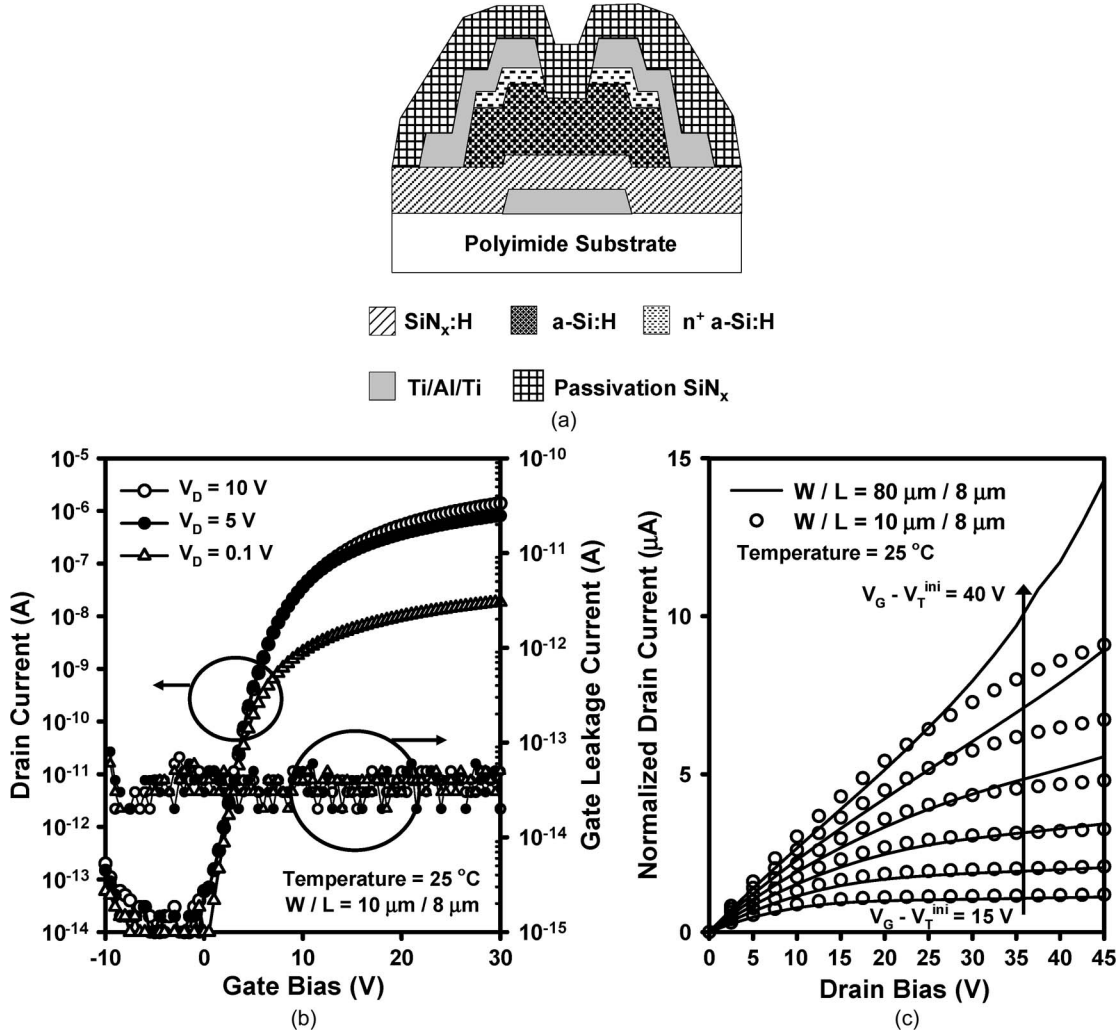 Polyimide Substrate
SiNx:H
a-Si:H
n+ a-Si:H
Ti/Al/Ti
Passivation SiNx
(a)
10-5
10-6
10-7
10-8
10-9
10-10
10-11
10-12
10-13
10-14
Drain Current (A)
VD = 10 V
VD = 5 V
VD = 0.1 V
Temperature = 25 oC
W / L = 10 μm / 8 μm
10-10
10-11
10-12
10-13
10-14
10-15
Gate Leakage Current (A)
-10
0
10
20
30
Gate Bias (V)
(b)
15
10
5
0
Normalized Drain Current (μA)
W / L = 80 μm / 8 μm
W / L = 10 μm / 8 μm
Temperature = 25 oC
VG - VTini = 40 V
VG - VTini = 15 V
0 5 10 15 20 25 30 35 40 45
Drain Bias (V)
(c)